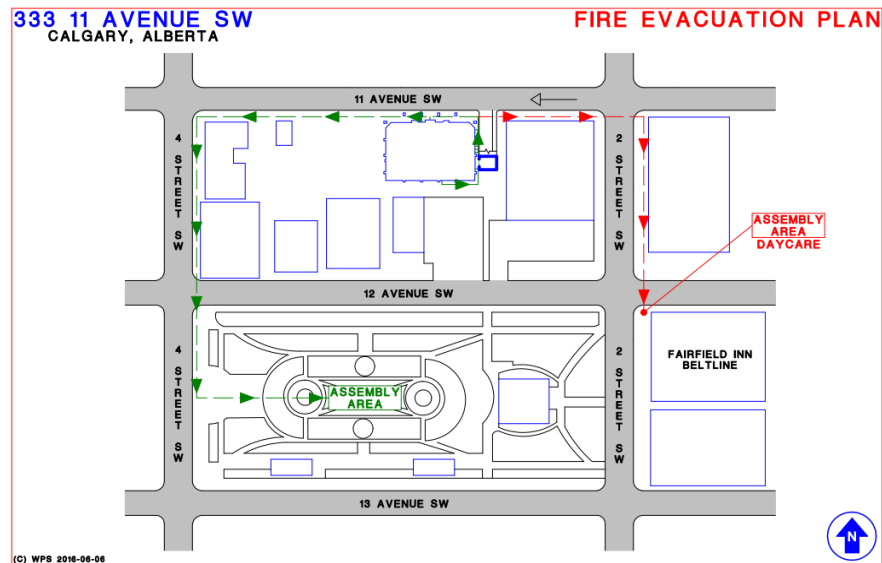 333 11 AVENUE SW
FIRE EVACUATION PLAN
CALGARY, ALBERTA
11 AVENUE SW
4 STREET SW
2 STREET SW
ASSEMBLY
AREA
DAYCARE
12 AVENUE SW
4 STREET SW
ASSEMBLY
AREA
2 STREET SW
FAIRFIELD INN
BELTLINE
13 AVENUE SW
N
(C) WPS 2016-06-06